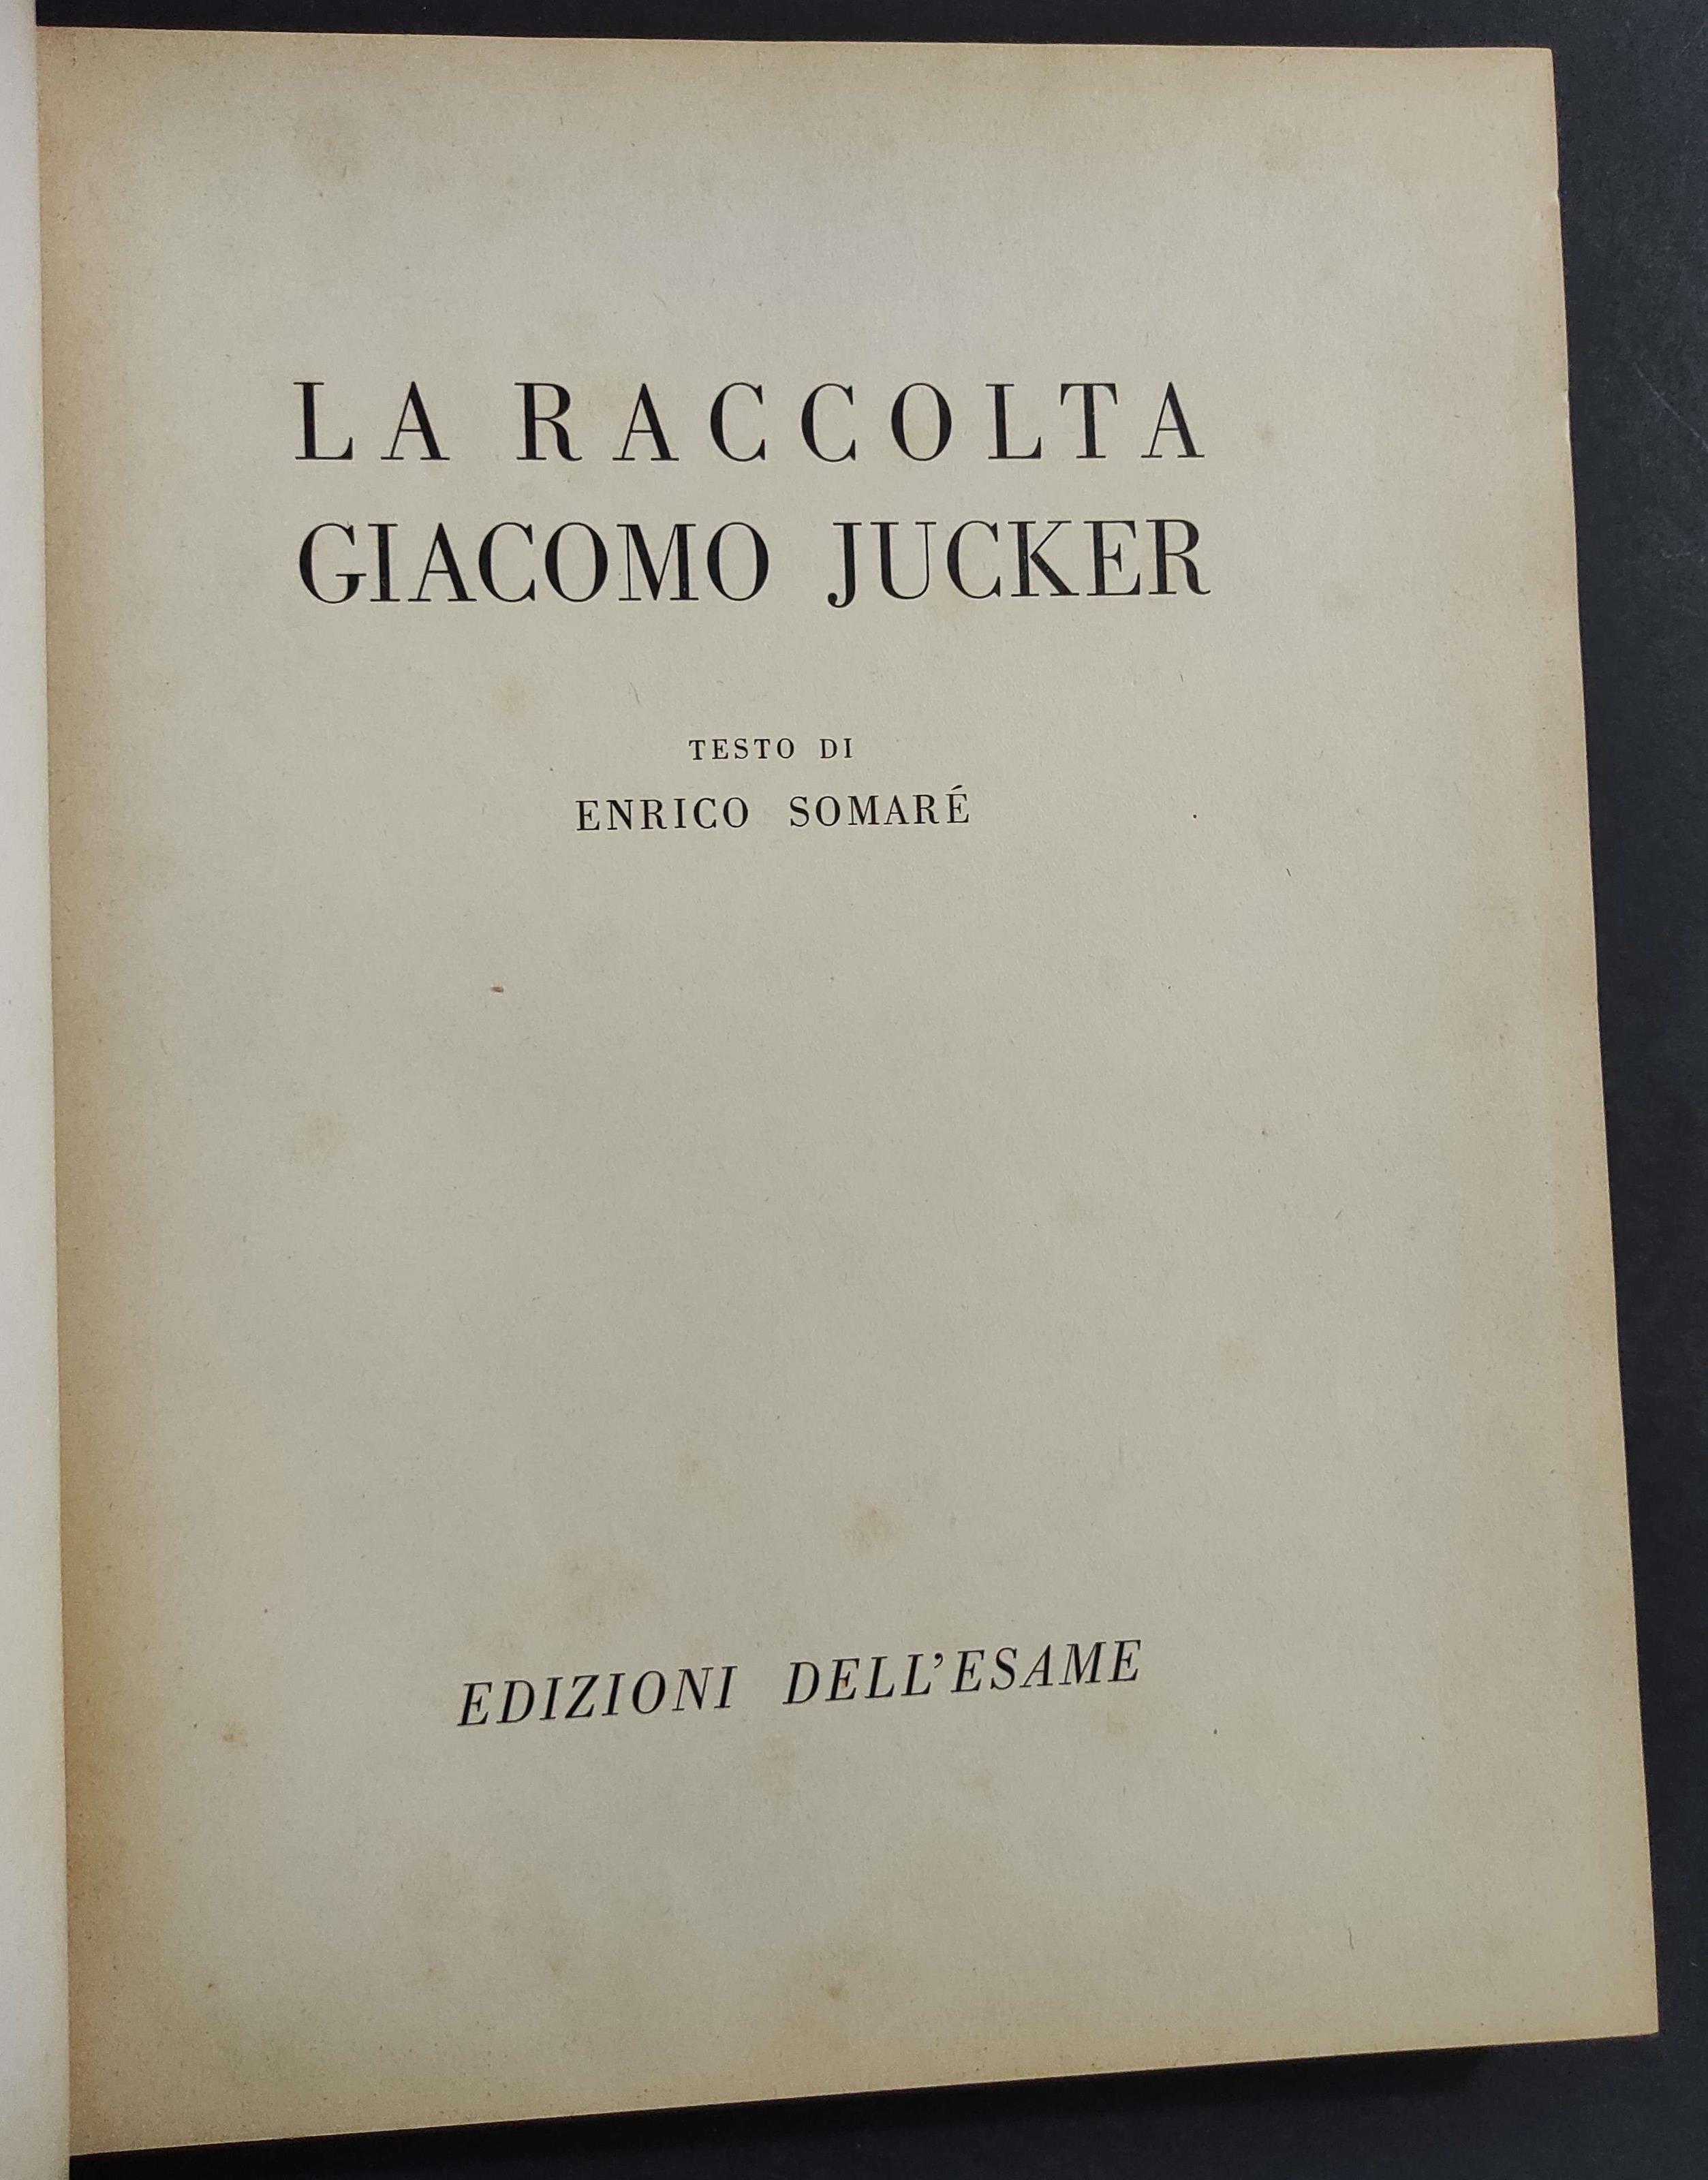 LA RACCOLTA
GIACOMO JUCKER
TESTO DI
ENRICO SOMARÉ
EDIZIONI DELL'ESAME